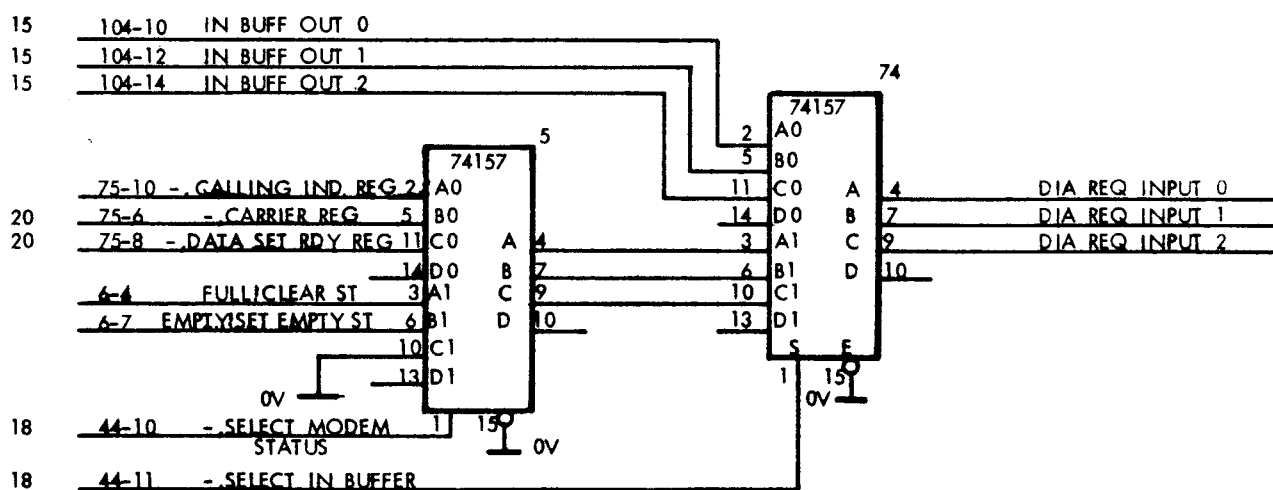 15 104-10 IN BUFF OUT 0
15 104-12 IN BUFF OUT 1
15 104-14 IN BUFF OUT 2
74
74157
2 A0
5 B0
11 C0 A 4 DIA REQ INPUT 0
14 D0 B 7 DIA REQ INPUT 1
3 A1 C 9 DIA REQ INPUT 2
6 B1 D 10
10 C1
13 D1
S E
1 15
0V
5
74157
75-10 -. CALLING IND. REG 2 A0
20 75-6 -. CARRIER REG 5 B0
20 75-8 -. DATA SET RDY REG 11 C0 A 4
14 D0 B 7
6-4 FULL!CLEAR ST 3 A1 C 9
6-7 EMPTY!SET EMPTY ST 6 B1 D 10
10 C1
13 D1
0V
1 15
0V
18 44-10 -. SELECT MODEM
STATUS
18 44-11 -. SELECT IN BUFFER